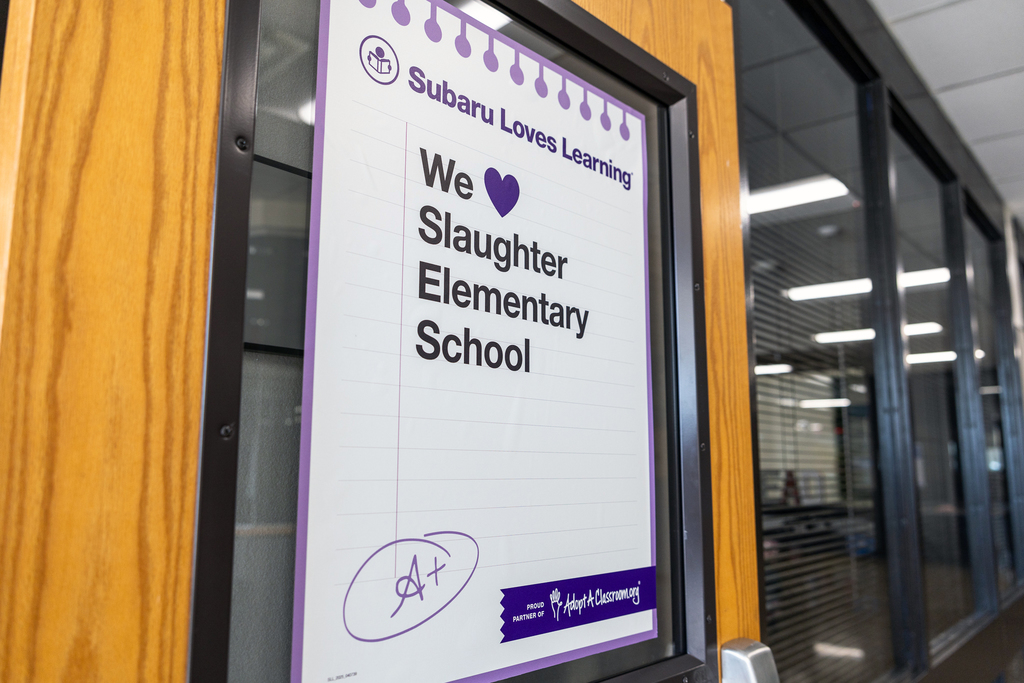 Subaru Loves Learning
We
Slaughter
Elementary
School
A+
PROUD
PARTNER OF
AdoptAClassroom.org